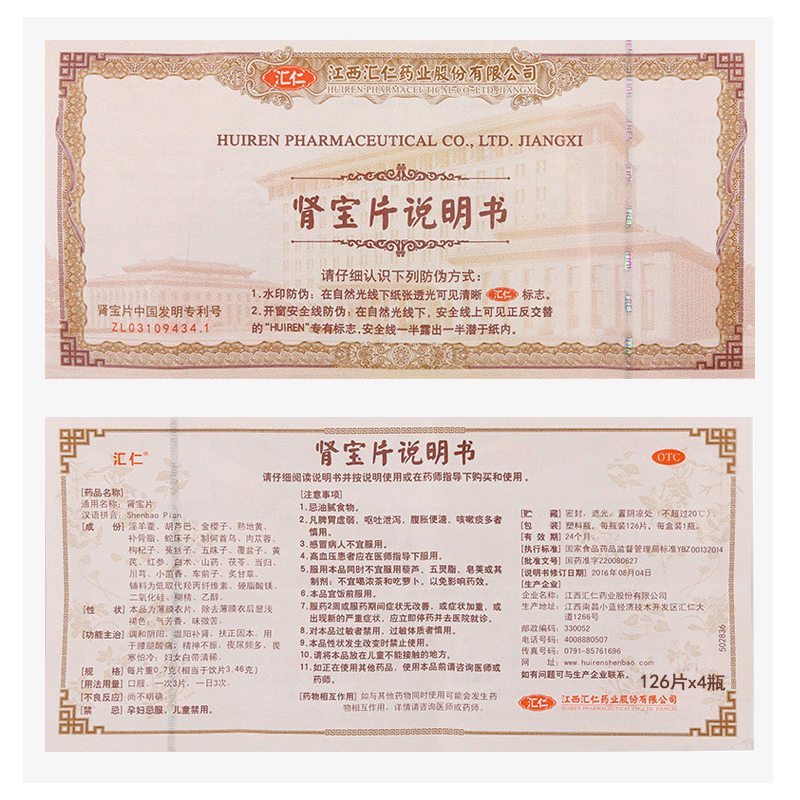 汇仁
江西汇仁药业股份有限公司
HUIREN PHARMACEUTICAL CO., LTD. JIANGXI
HUIREN PHARMACEUTICAL CO., LTD. JIANGXI
肾宝片说明书
请仔细认识下列防伪方式：
1.水印防伪：在自然光线下纸张透光可见清晰 汇仁 标志。
2.开窗安全线防伪：在自然光线下，安全线上可见正反交替
的“HUIREN”专有标志，安全线一半露出一半潜于纸内。
肾宝片中国发明专利号
ZL03109434.1
汇仁®
肾宝片说明书
OTC
请仔细阅读说明书并按说明使用或在药师指导下购买和使用。
[药品名称]
通用名称：肾宝片
汉语拼音：Shenbao Pian
[成 份] 淫羊藿、胡芦巴、金樱子、熟地黄、
补骨脂、蛇床子、制何首乌、肉苁蓉、
枸杞子、菟丝子、五味子、覆盆子、黄
芪、红参、白术、山药、茯苓、当归、
川芎、小茴香、车前子、炙甘草。
辅料为低取代羟丙纤维素、硬脂酸镁、
二氧化硅、糊精、乙醇。
[性 状] 本品为薄膜衣片，除去薄膜衣后显浅
褐色；气芳香、味微苦。
[功能主治] 调和阴阳，温阳补肾，扶正固本。用
于腰腿酸痛，精神不振，夜尿频多，畏
寒怕冷；妇女白带清稀。
[规 格] 每片重0.7克(相当于饮片3.46克)
[用法用量] 口服。一次3片，一日3次。
[不良反应] 尚不明确。
[禁 忌] 孕妇忌服，儿童禁用。
[注意事项]
1.忌油腻食物。
2.凡脾胃虚弱，呕吐泄泻，腹胀便溏、咳嗽痰多者
慎用。
3.感冒病人不宜服用。
4.高血压患者应在医师指导下服用。
5.服用本品同时不宜服用藜芦、五灵脂、皂荚或其
制剂；不宜喝浓茶和吃萝卜，以免影响药效。
6.本品宜饭前服用。
7.服药2周或服药期间症状无改善，或症状加重，或
出现新的严重症状，应立即停药并去医院就诊。
8.对本品过敏者禁用，过敏体质者慎用。
9.本品性状发生改变时禁止使用。
10.请将本品放在儿童不能接触的地方。
11.如正在使用其他药品，使用本品前请咨询医师或
药师。
[药物相互作用] 如与其他药物同时使用可能会发生药
物相互作用，详情请咨询医师或药师。
[贮 藏] 密封，遮光，置阴凉处（不超过20℃）
[包 装] 塑料瓶，每瓶装126片，每盒装1瓶。
[有 效 期] 24个月。
[执行标准] 国家食品药品监督管理局标准YBZ00132014
[批准文号] 国药准字Z20080627
[说明书修订日期] 2016年08月04日
[生产企业]
企业名称：江西汇仁药业股份有限公司
生产地址：江西南昌小蓝经济技术开发区汇仁大
道1266号
邮政编码：330052
电话号码：4008880507
传真号码：0791-85761696
网 址：www.huirenshenbao.com
如有问题可与生产企业联系。
502836
126片x4瓶
汇仁
江西汇仁药业股份有限公司
HUIREN PHARMACEUTICAL CO., LTD. JIANGXI